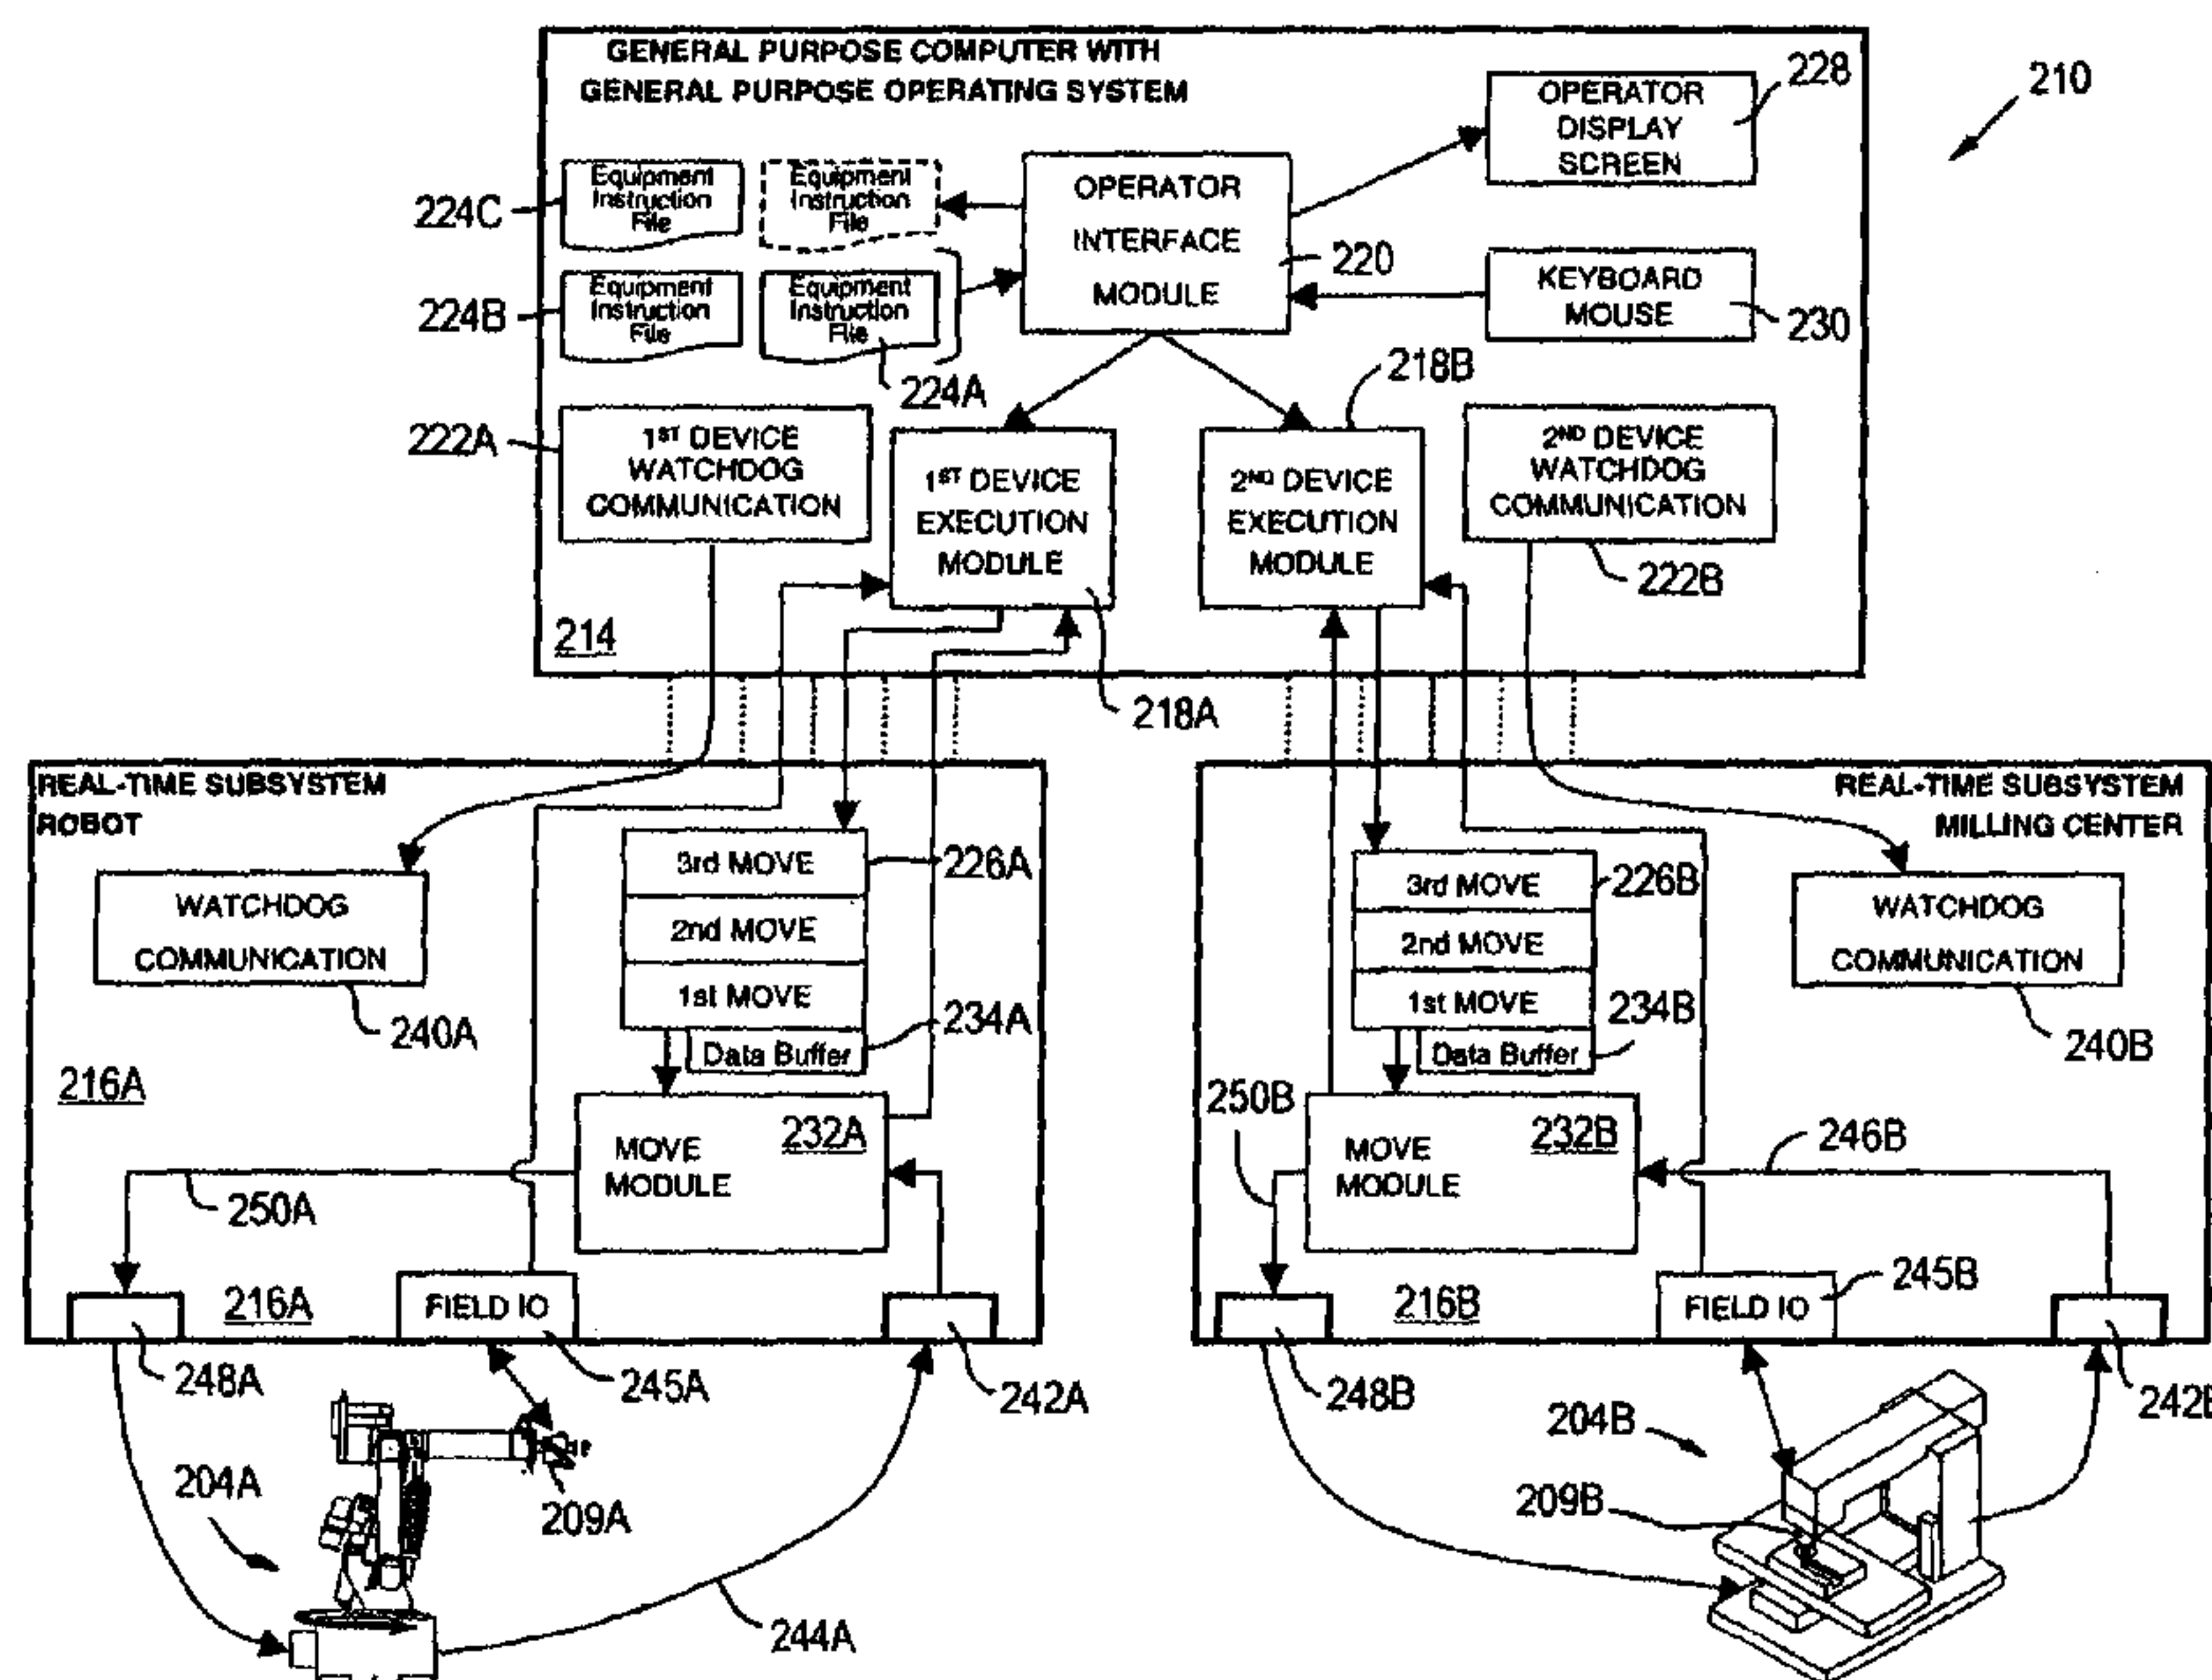 GENERAL PURPOSE COMPUTER WITH
GENERAL PURPOSE OPERATING SYSTEM
228
210
OPERATOR
DISPLAY
SCREEN
224C
Equipment
Instruction
File
Equipment
Instruction
File
OPERATOR
INTERFACE
MODULE
220
224B
Equipment
Instruction
File
Equipment
Instruction
File
224A
KEYBOARD
MOUSE
230
218B
222A
1ST DEVICE
WATCHDOG
COMMUNICATION
1ST DEVICE
EXECUTION
MODULE
2ND DEVICE
EXECUTION
MODULE
2ND DEVICE
WATCHDOG
COMMUNICATION
222B
214
218A
REAL-TIME SUBSYSTEM
ROBOT
WATCHDOG
COMMUNICATION
240A
3rd MOVE
2nd MOVE
1st MOVE
Data Buffer
226A
234A
216A
MOVE
MODULE
232A
250A
216A
FIELD IO
248A
245A
242A
204A
209A
244A
REAL-TIME SUBSYSTEM
MILLING CENTER
3rd MOVE
2nd MOVE
1st MOVE
Data Buffer
226B
234B
WATCHDOG
COMMUNICATION
240B
250B
MOVE
MODULE
232B
246B
216B
FIELD IO
245B
248B
242B
204B
209B